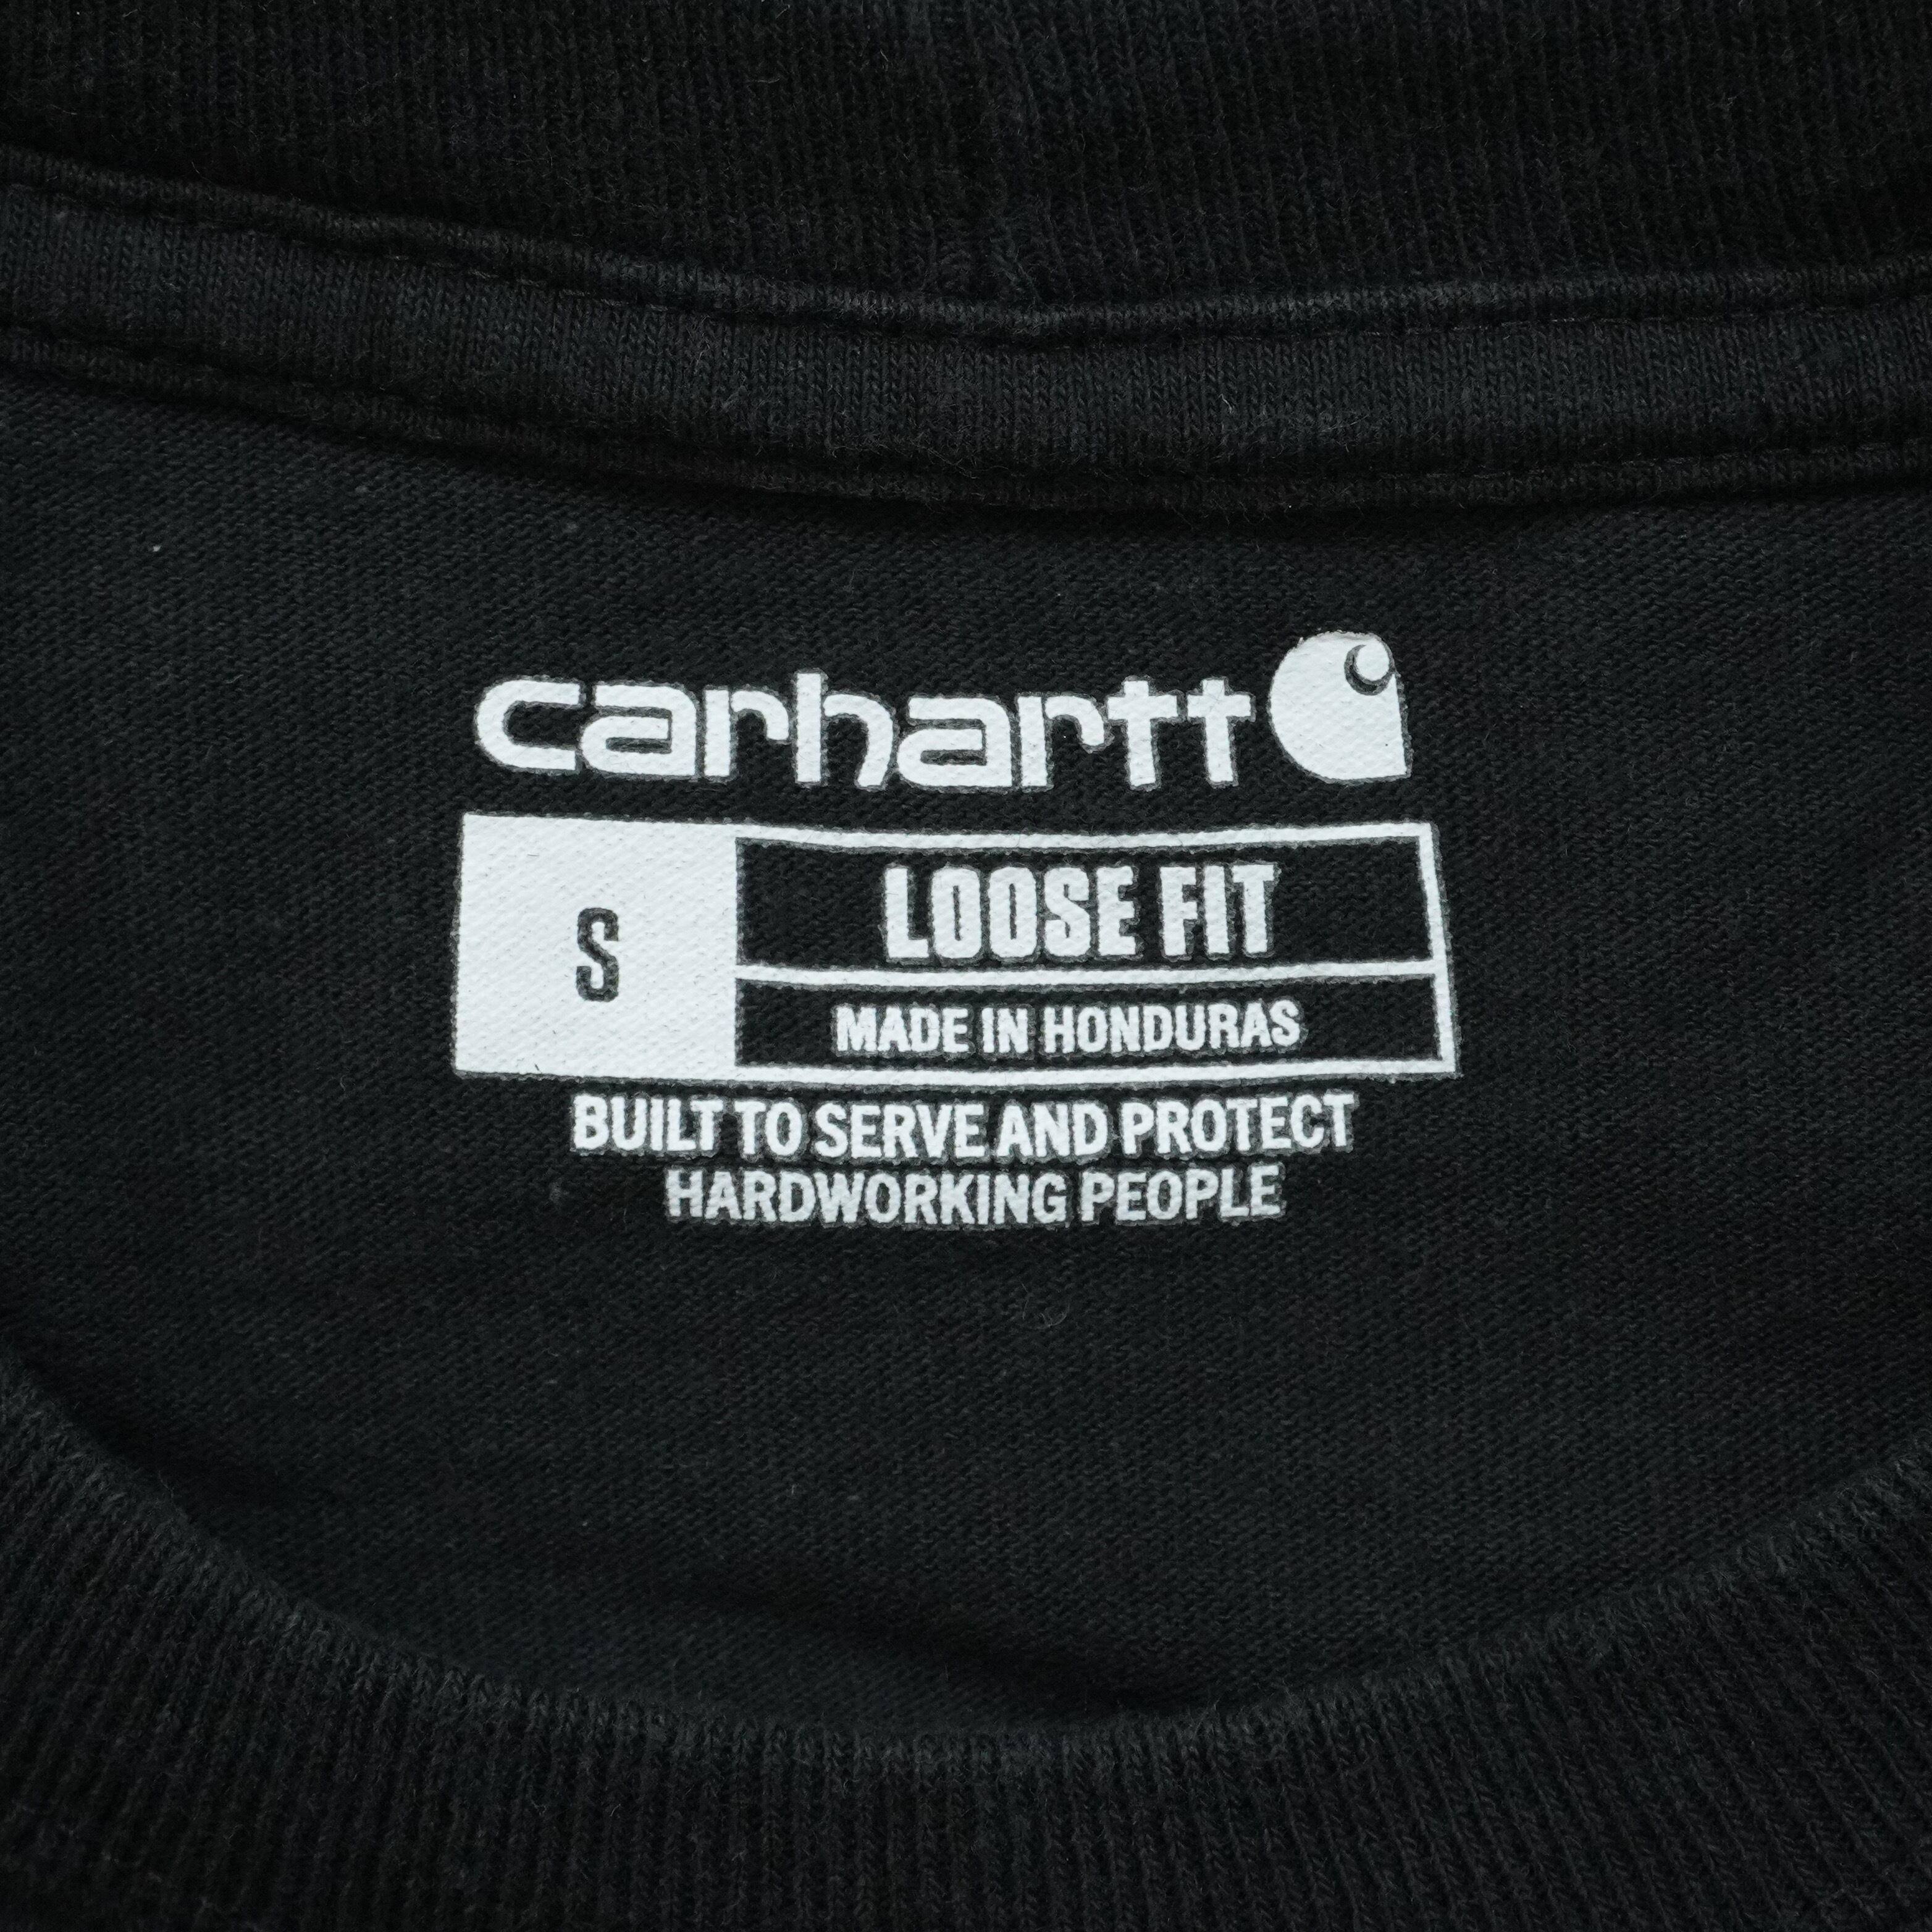 carhartt
S
LOOSE FIT
MADE IN HONDURAS
BUILT TO SERVE AND PROTECT
HARDWORKING PEOPLE